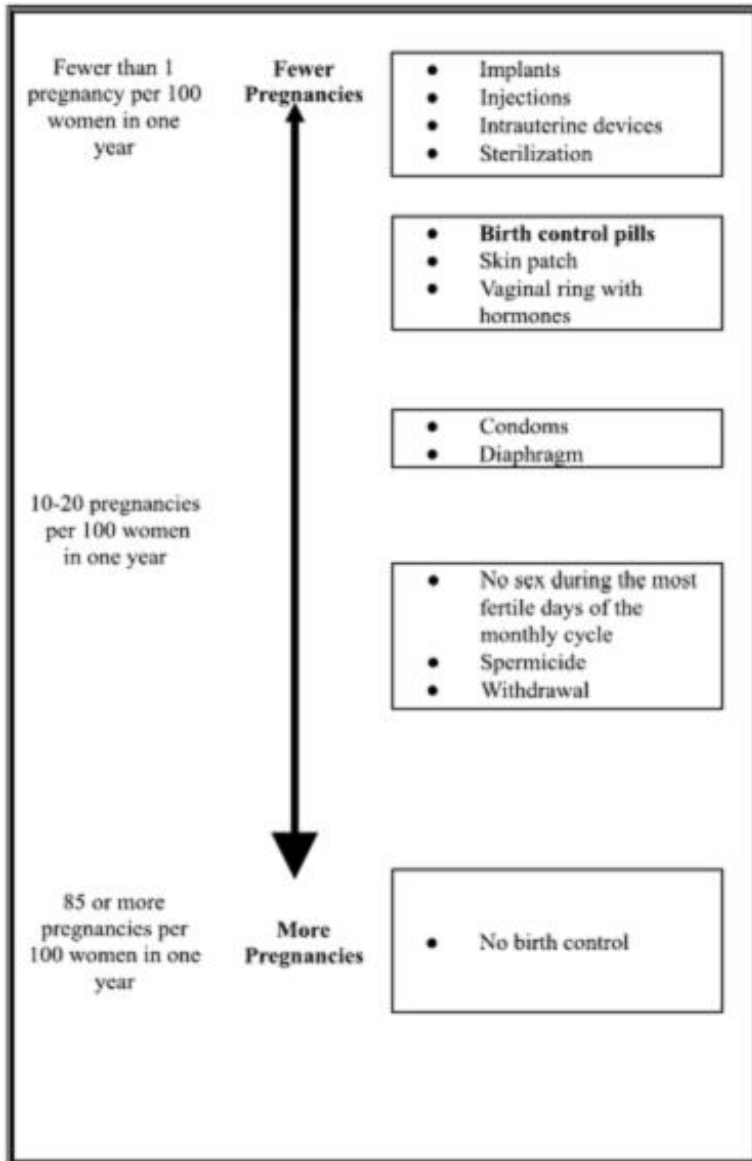 Fewer than 1
pregnancy per 100
women in one
year
Fewer
Pregnancies
● Implants
● Injections
● Intrauterine devices
● Sterilization
● Birth control pills
● Skin patch
● Vaginal ring with
hormones
● Condoms
● Diaphragm
10-20 pregnancies
per 100 women
in one year
● No sex during the most
fertile days of the
monthly cycle
● Spermicide
● Withdrawal
85 or more
pregnancies per
100 women in one
year
More
Pregnancies
● No birth control